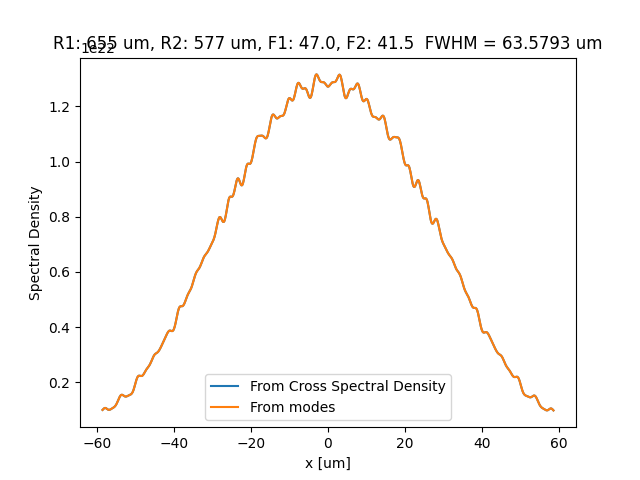 R1: 655 um, R2: 577 um, F1: 47.0, F2: 41.5  FWHM = 63.5793 um
1e22
1.2
1.0
0.8
0.6
0.4
0.2
Spectral Density
From Cross Spectral Density
From modes
−60 −40 −20 0 20 40 60
x [um]